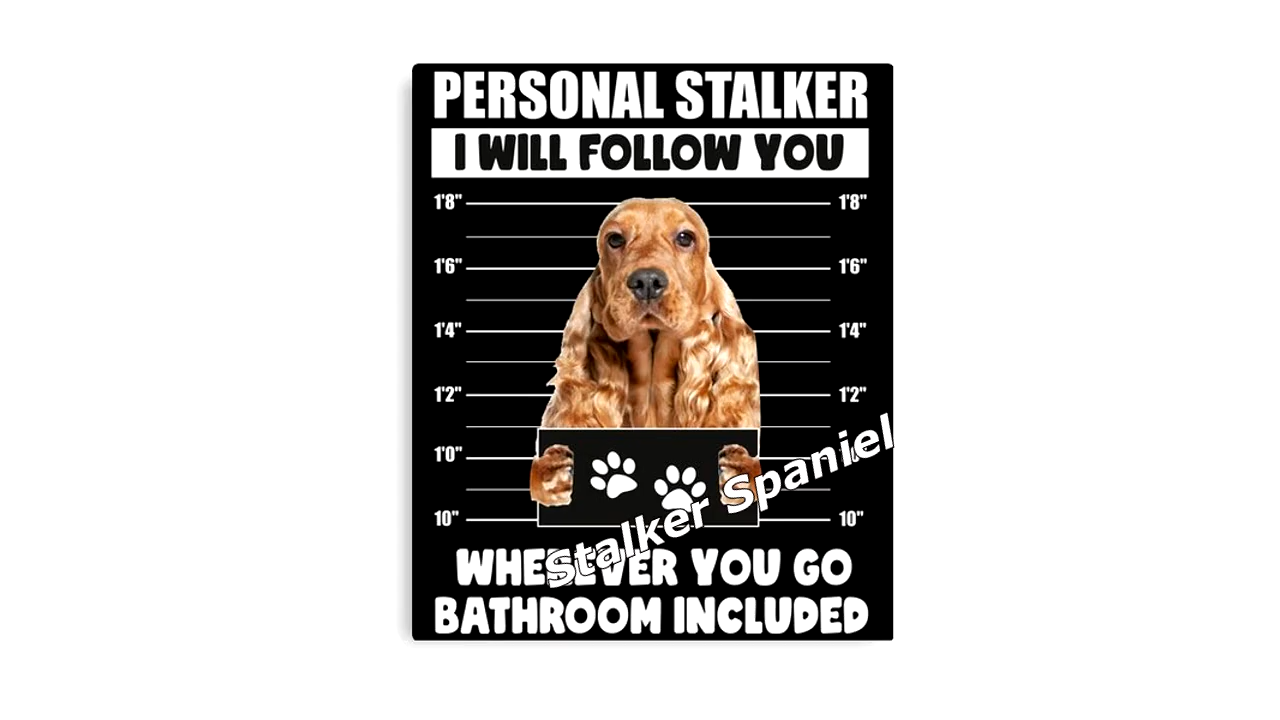 PERSONAL STALKER
I WILL FOLLOW YOU
1'8" 1'8"
1'6" 1'6"
1'4" 1'4"
1'2" 1'2"
1'0"
10" 10"
Stalker Spaniel
WHEREVER YOU GO
BATHROOM INCLUDED